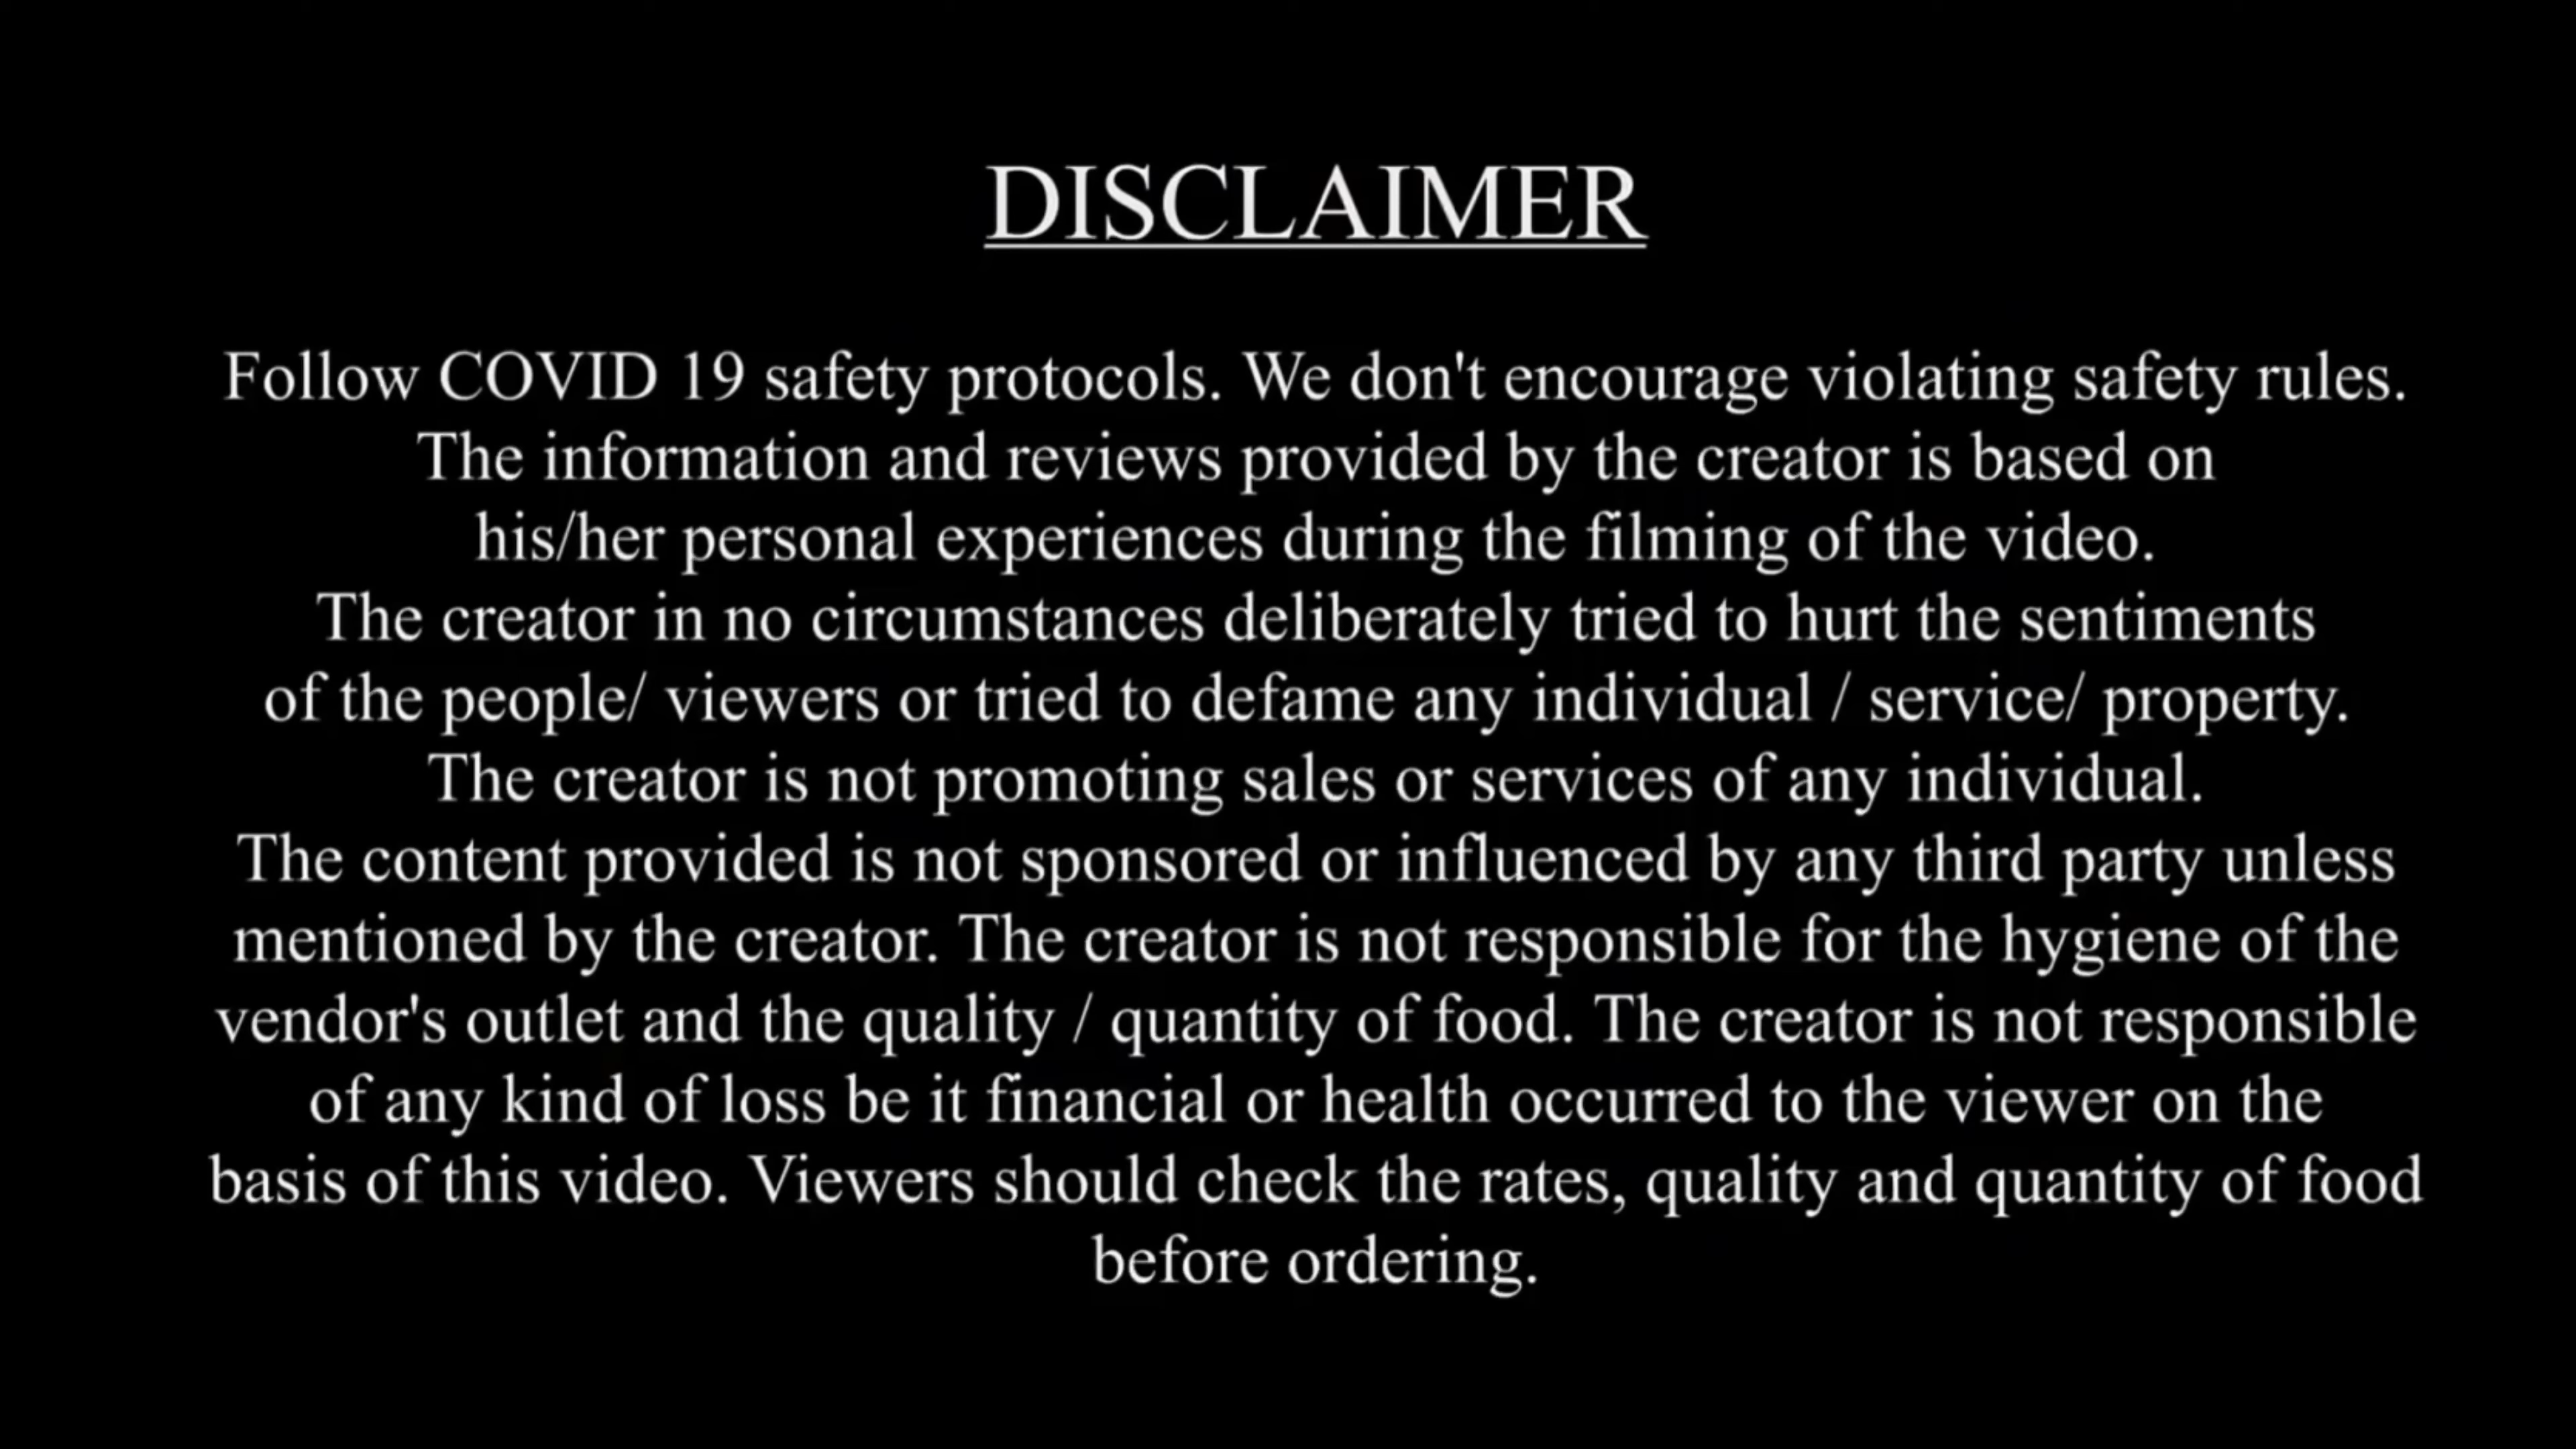 DISCLAIMER
Follow COVID 19 safety protocols. We don't encourage violating safety rules.
The information and reviews provided by the creator is based on
his/her personal experiences during the filming of the video.
The creator in no circumstances deliberately tried to hurt the sentiments
of the people/ viewers or tried to defame any individual / service/ property.
The creator is not promoting sales or services of any individual.
The content provided is not sponsored or influenced by any third party unless
mentioned by the creator. The creator is not responsible for the hygiene of the
vendor's outlet and the quality / quantity of food. The creator is not responsible
of any kind of loss be it financial or health occurred to the viewer on the
basis of this video. Viewers should check the rates, quality and quantity of food
before ordering.